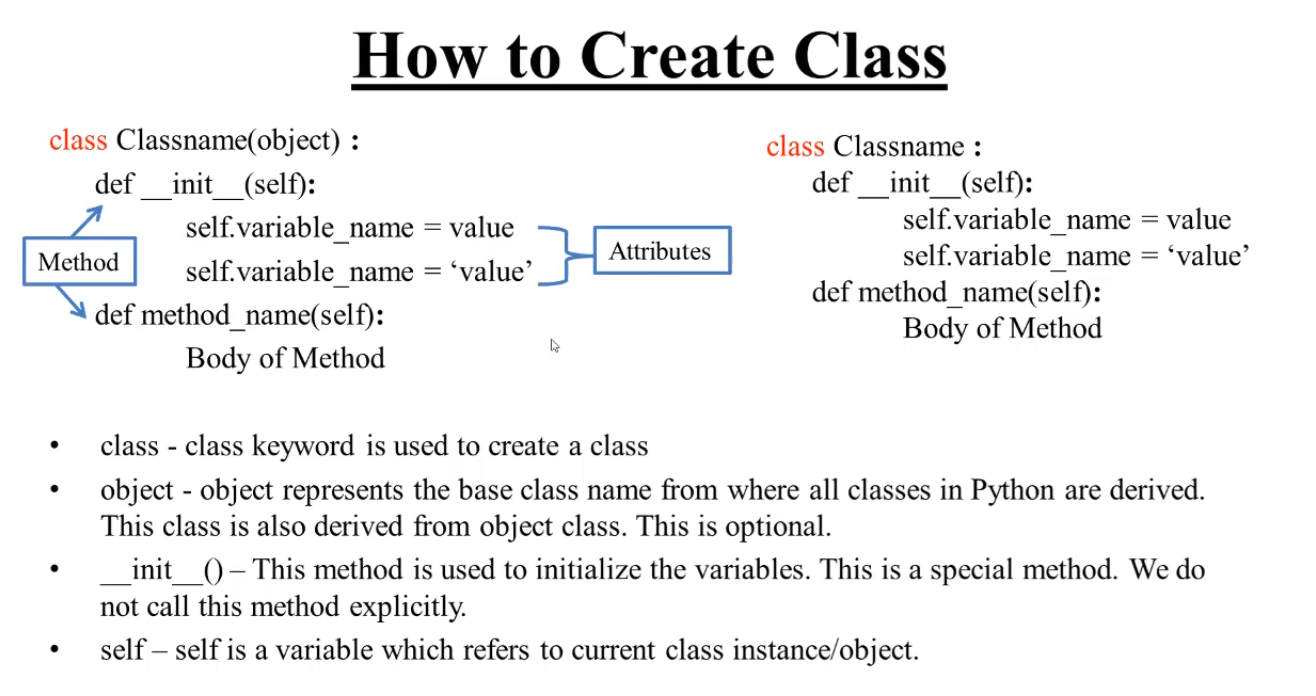 How to Create Class
class Classname(object) :
def __init__(self):
self.variable_name = value
self.variable_name = ‘value’
def method_name(self):
Body of Method
Method
Attributes
class Classname :
def __init__(self):
self.variable_name = value
self.variable_name = ‘value’
def method_name(self):
Body of Method
• class - class keyword is used to create a class
• object - object represents the base class name from where all classes in Python are derived.
This class is also derived from object class. This is optional.
• __init__() – This method is used to initialize the variables. This is a special method. We do
not call this method explicitly.
• self – self is a variable which refers to current class instance/object.